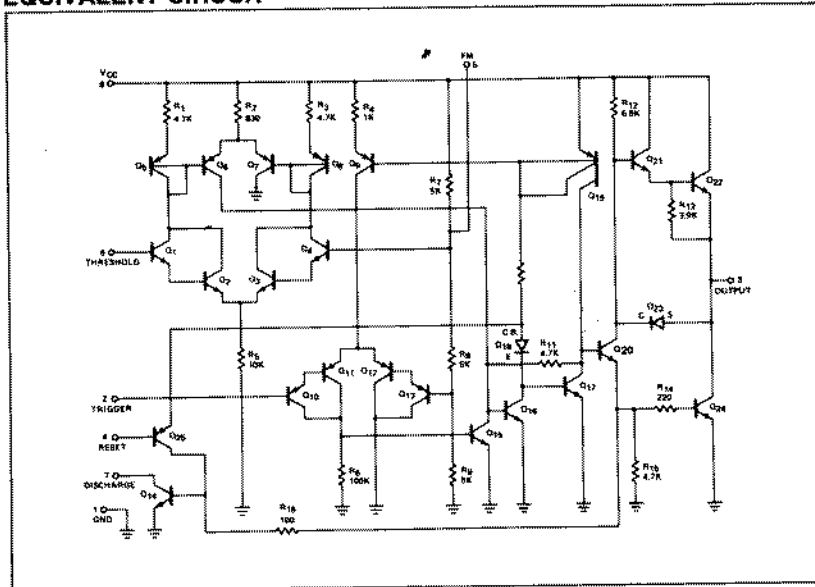 EQUIVALENT CIRCUIT
FM
5
VCC
8
R1
4.7K
R2
830
R3
4.7K
R4
1K
R12
6.8K
Q5
Q6
Q7
Q8
Q9
R7
5K
Q19
Q21
Q22
R13
3.9K
Q1
6
THRESHOLD
Q2
Q3
Q4
3
OUTPUT
R5
10K
C B
Q18
E
R11
4.7K
Q20
Q23
C
R8
5K
Q11
Q12
Q10
Q13
2
TRIGGER
Q16
Q17
R14
220
Q24
4
RESET
Q25
Q15
7
DISCHARGE
Q14
R6
100K
R9
5K
R15
4.7K
1
GND
R16
100